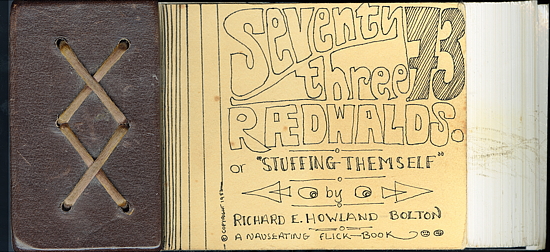 Seventy
three 73
RÆDWALDS.
or "STUFFING THEMSELF"
by
RICHARD E. HOWLAND BOLTON
A NAUSEATING FLICK-BOOK